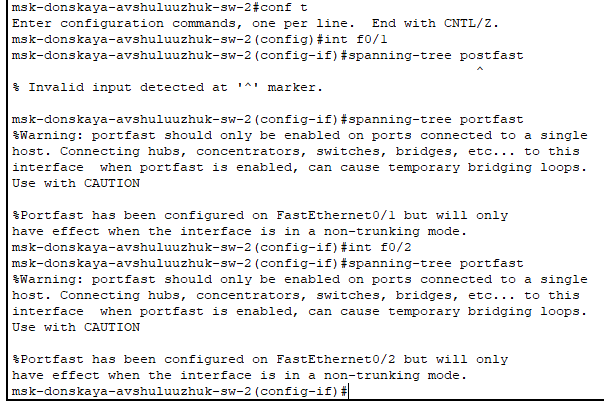 msk-donskaya-avshuluuzhuk-sw-2#conf t
Enter configuration commands, one per line.  End with CNTL/Z.
msk-donskaya-avshuluuzhuk-sw-2(config)#int f0/1
msk-donskaya-avshuluuzhuk-sw-2(config-if)#spanning-tree postfast
^
% Invalid input detected at '^' marker.

msk-donskaya-avshuluuzhuk-sw-2(config-if)#spanning-tree portfast
%Warning: portfast should only be enabled on ports connected to a single
host. Connecting hubs, concentrators, switches, bridges, etc... to this
interface  when portfast is enabled, can cause temporary bridging loops.
Use with CAUTION

%Portfast has been configured on FastEthernet0/1 but will only
have effect when the interface is in a non-trunking mode.
msk-donskaya-avshuluuzhuk-sw-2(config-if)#int f0/2
msk-donskaya-avshuluuzhuk-sw-2(config-if)#spanning-tree portfast
%Warning: portfast should only be enabled on ports connected to a single
host. Connecting hubs, concentrators, switches, bridges, etc... to this
interface  when portfast is enabled, can cause temporary bridging loops.
Use with CAUTION

%Portfast has been configured on FastEthernet0/2 but will only
have effect when the interface is in a non-trunking mode.
msk-donskaya-avshuluuzhuk-sw-2(config-if)#